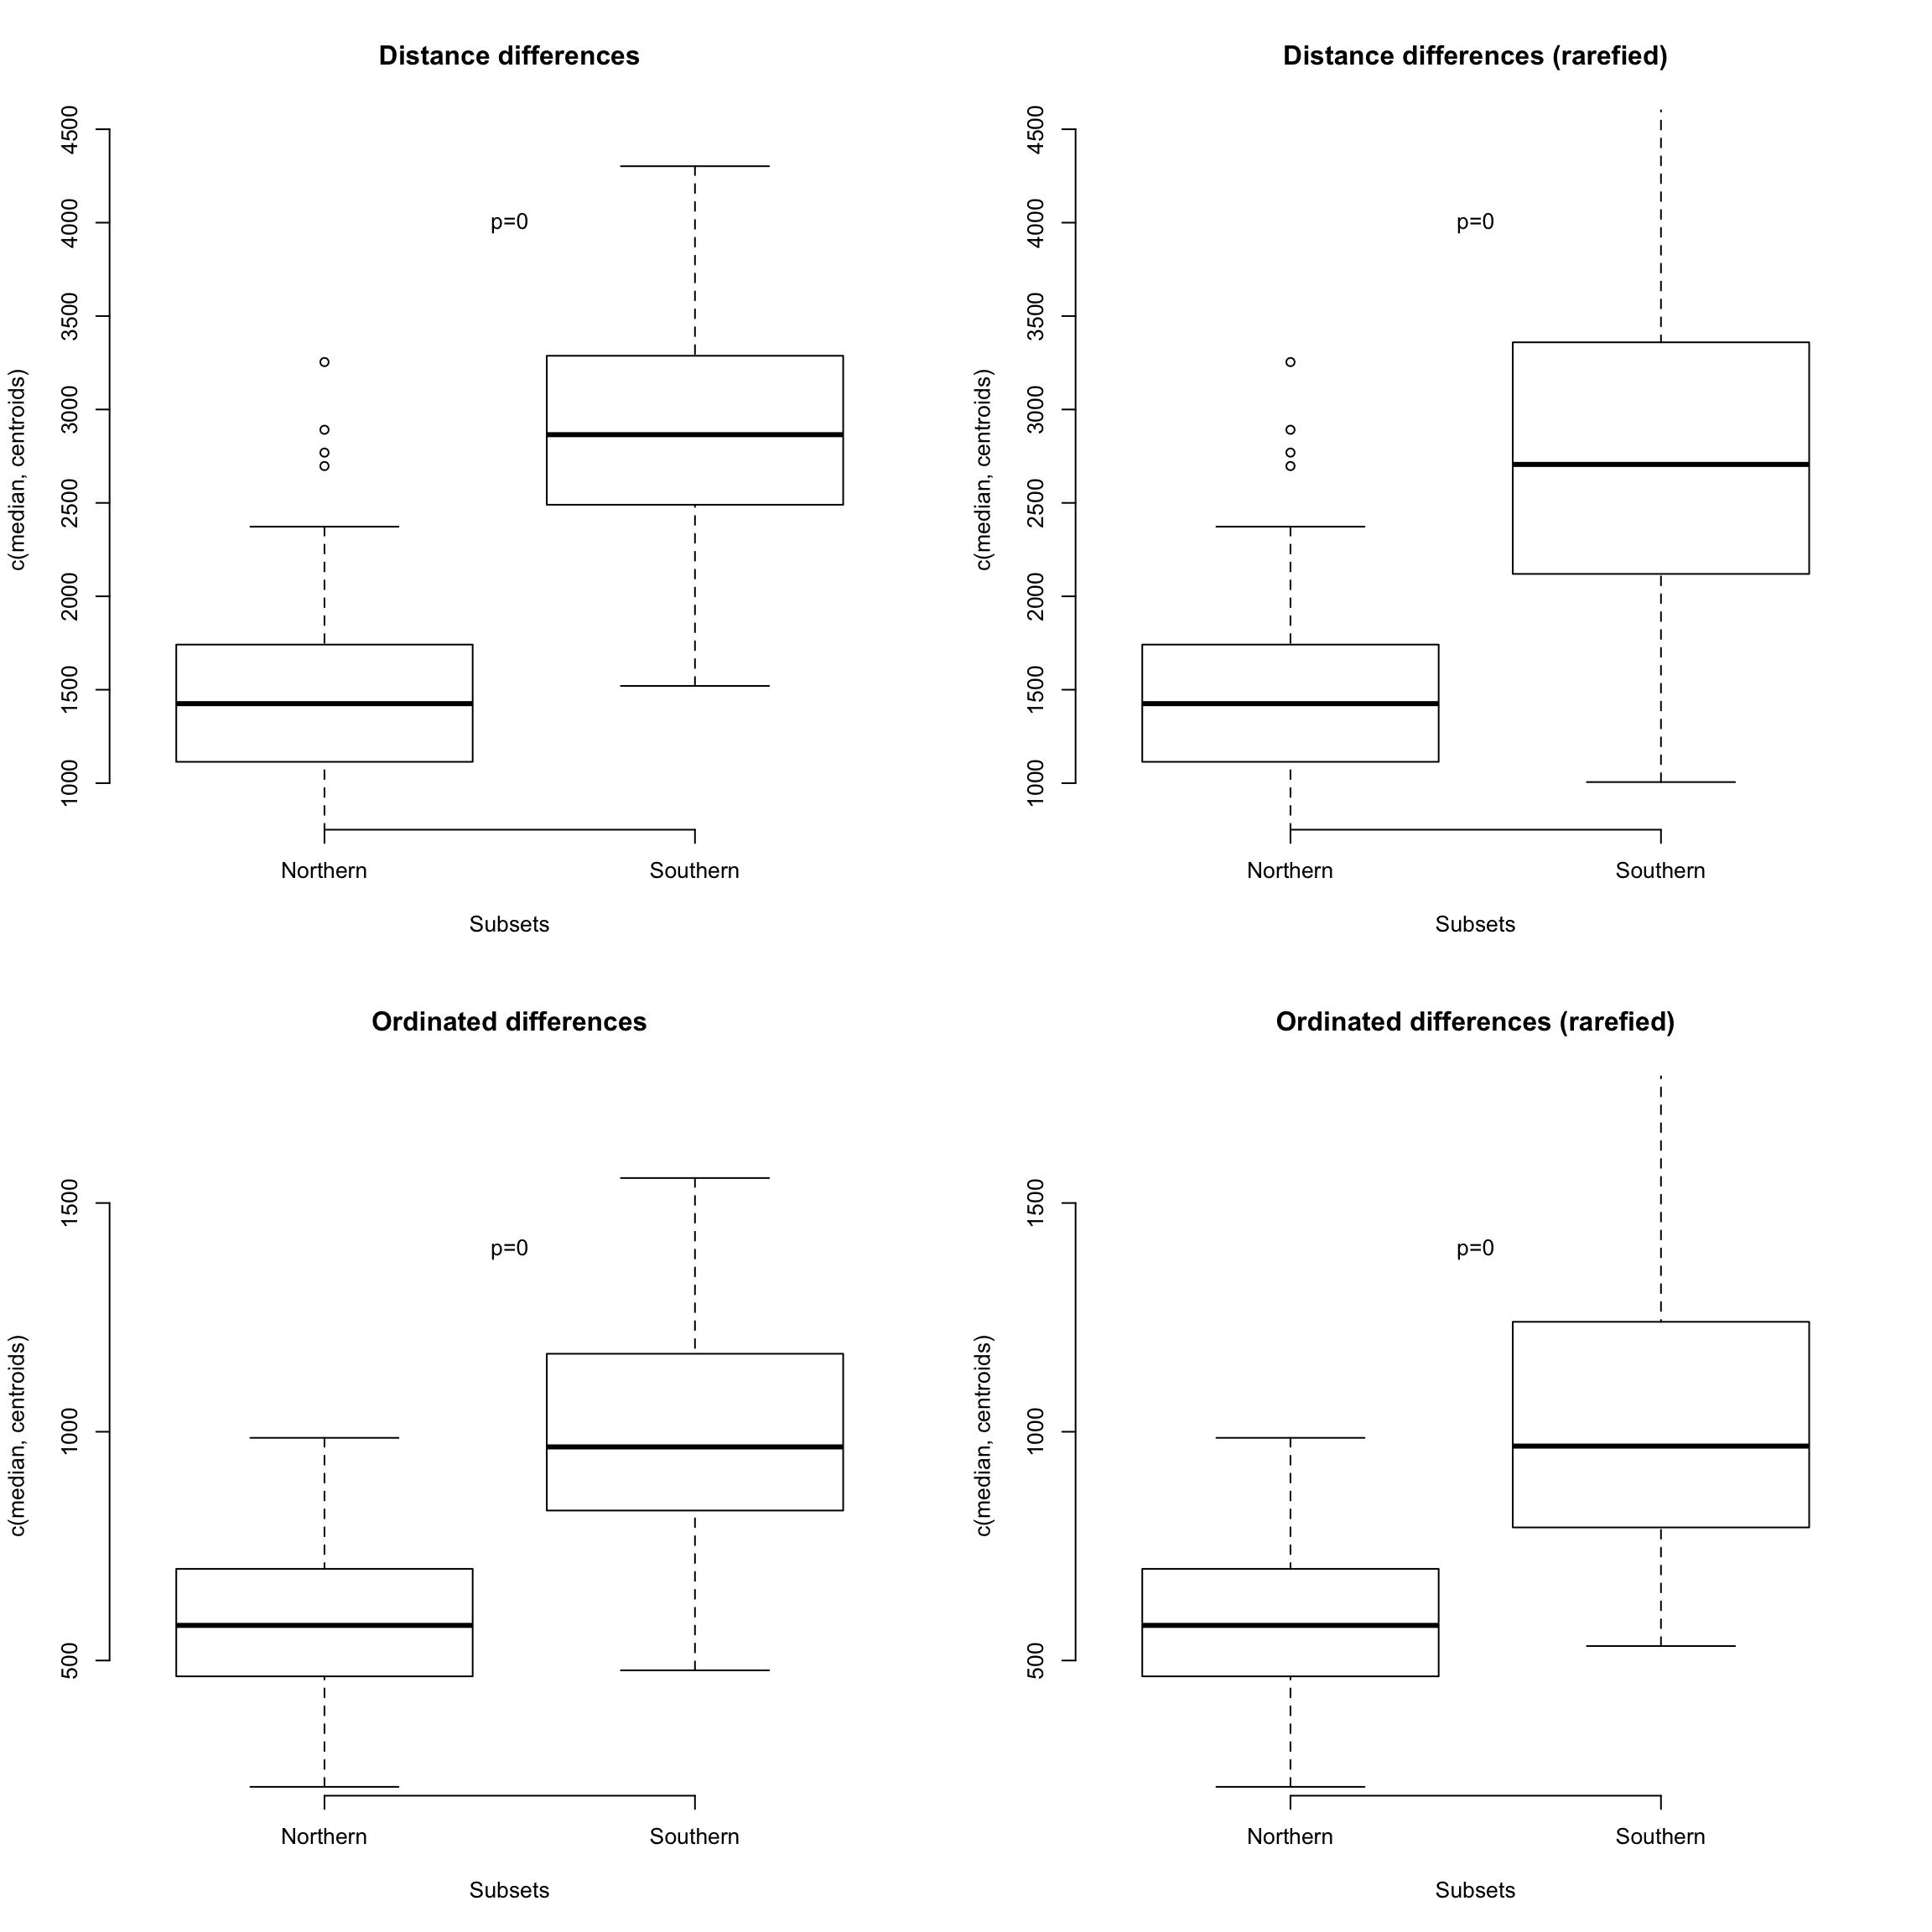 Distance differences
c(median, centroids)
4500
4000
3500
3000
2500
2000
1500
1000
p=0
Northern
Southern
Subsets
Distance differences (rarefied)
c(median, centroids)
4500
4000
3500
3000
2500
2000
1500
1000
p=0
Northern
Southern
Subsets
Ordinated differences
c(median, centroids)
1500
1000
500
p=0
Northern
Southern
Subsets
Ordinated differences (rarefied)
c(median, centroids)
1500
1000
500
p=0
Northern
Southern
Subsets